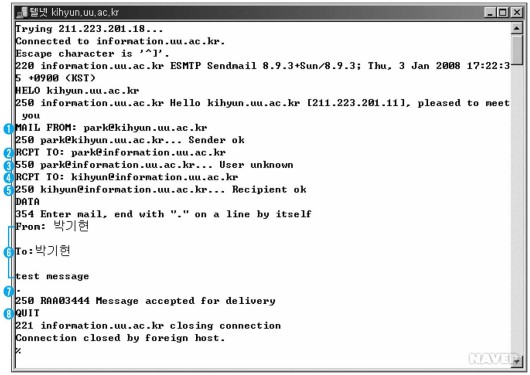 텔넷 kihyun.uu.ac.kr
Trying 211.223.201.18...
Connected to information.uu.ac.kr.
Escape character is '^]'.
220 information.uu.ac.kr ESMTP Sendmail 8.9.3+Sun/8.9.3; Thu, 3 Jan 2008 17:22:3
5 +0900 (KST)
HELO kihyun.uu.ac.kr
250 information.uu.ac.kr Hello kihyun.uu.ac.kr [211.223.201.11], pleased to meet
you
1 MAIL FROM: park@kihyun.uu.ac.kr
250 park@kihyun.uu.ac.kr... Sender ok
2 RCPT TO: park@information.uu.ac.kr
3 550 park@information.uu.ac.kr... User unknown
4 RCPT TO: kihyun@information.uu.ac.kr
5 250 kihyun@information.uu.ac.kr... Recipient ok
DATA
354 Enter mail, end with "." on a line by itself
From: 박기현
6 To:박기현
test message
7 .
250 RAA03444 Message accepted for delivery
8 QUIT
221 information.uu.ac.kr closing connection
Connection closed by foreign host.
%
NAVER